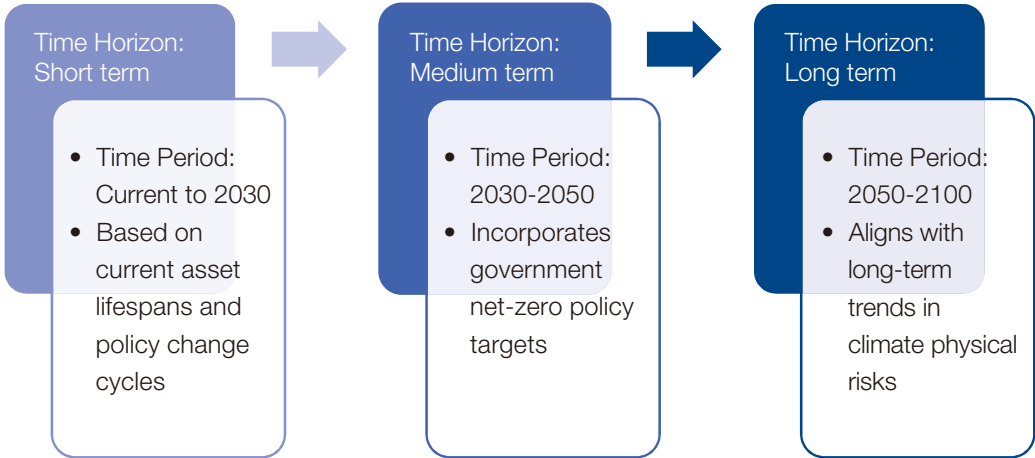 Time Horizon:
Short term
• Time Period:
Current to 2030
• Based on
current asset
lifespans and
policy change
cycles
Time Horizon:
Medium term
• Time Period:
2030-2050
• Incorporates
government
net-zero policy
targets
Time Horizon:
Long term
• Time Period:
2050-2100
• Aligns with
long-term
trends in
climate physical
risks